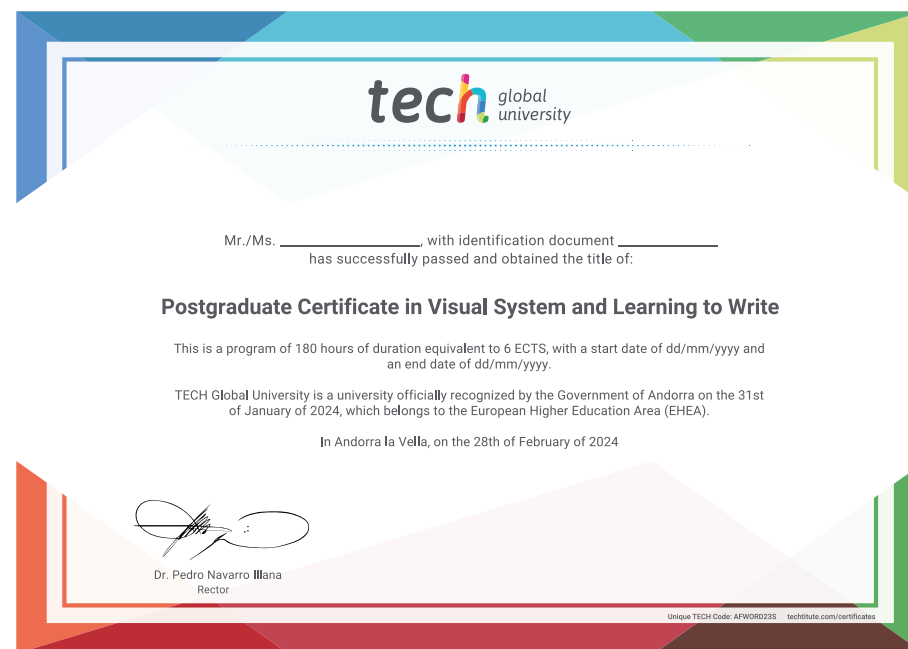 tech global university
Mr./Ms. ____________, with identification document ____________
has successfully passed and obtained the title of:
Postgraduate Certificate in Visual System and Learning to Write
This is a program of 180 hours of duration equivalent to 6 ECTS, with a start date of dd/mm/yyyy and
an end date of dd/mm/yyyy.
TECH Global University is a university officially recognized by the Government of Andorra on the 31st
of January of 2024, which belongs to the European Higher Education Area (EHEA).
In Andorra la Vella, on the 28th of February of 2024
Dr. Pedro Navarro Illana
Rector
Unique TECH Code: AFWORD23S techtitute.com/certificates